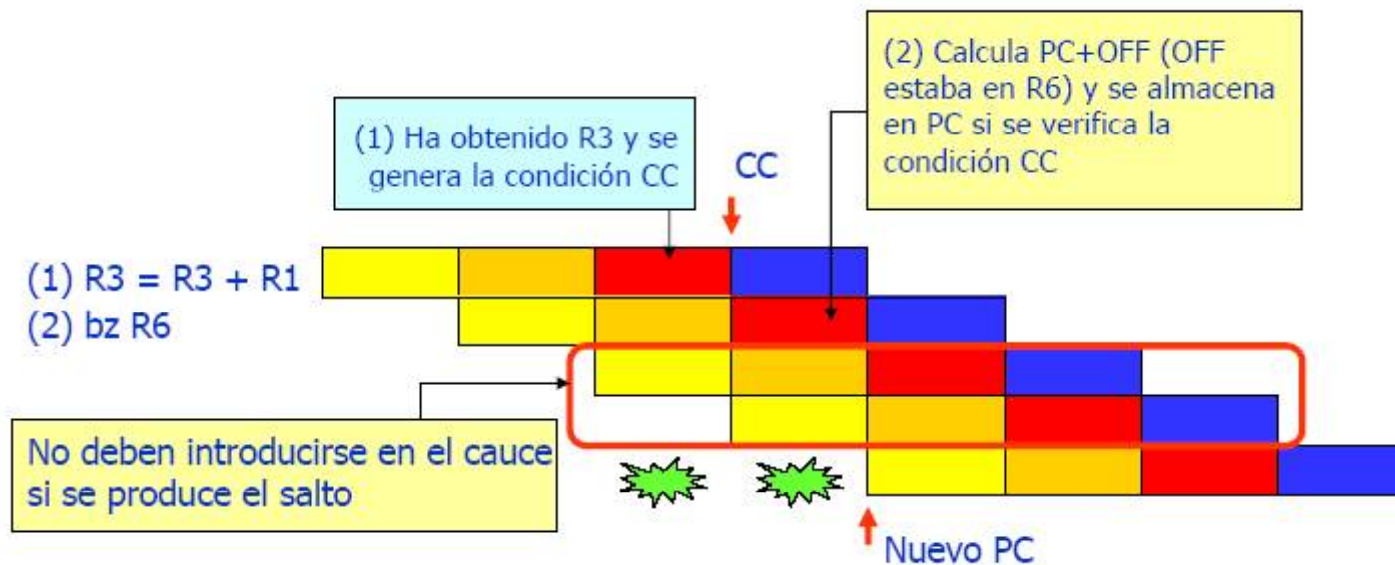 (2) Calcula PC+OFF (OFF
estaba en R6) y se almacena
en PC si se verifica la
condición CC
(1) Ha obtenido R3 y se
genera la condición CC
CC
(1) R3 = R3 + R1
(2) bz R6
No deben introducirse en el cauce
si se produce el salto
Nuevo PC